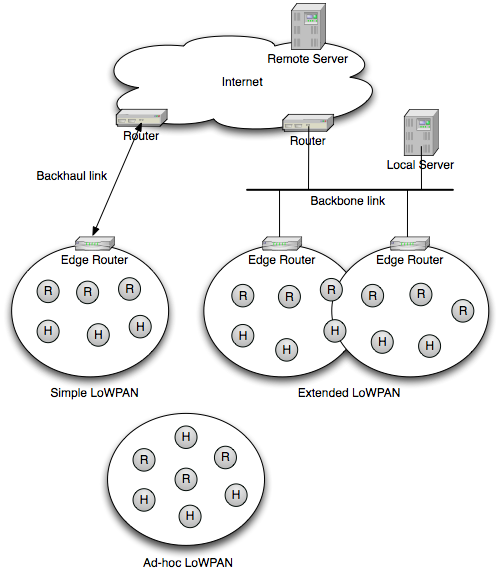 Remote Server
Internet
Router
Router
Local Server
Backhaul link
Backbone link
Edge Router
Edge Router
Edge Router
R R R
H H H
R R R
H H H
R R R
H H H
Simple LoWPAN
Extended LoWPAN
H
R R
R
H H
H
Ad-hoc LoWPAN